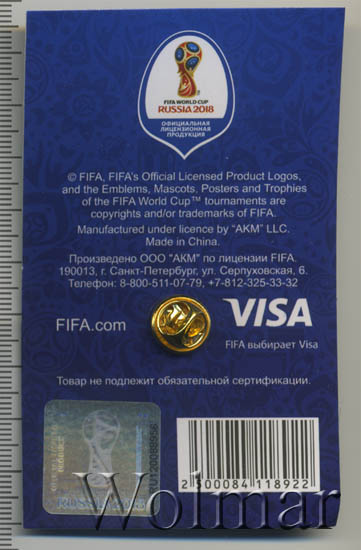 FIFA WORLD CUP
RUSSIA 2018
ОФИЦИАЛЬНАЯ
ЛИЦЕНЗИОННАЯ
ПРОДУКЦИЯ
© FIFA, FIFA's Official Licensed Product Logos,
and the Emblems, Mascots, Posters and Trophies
of the FIFA World Cup™ tournaments are
copyrights and/or trademarks of FIFA.
Manufactured under licence by "AKM" LLC.
Made in China.
Произведено ООО "АКМ" по лицензии FIFA.
190013, г. Санкт-Петербург, ул. Серпуховская, 6.
Телефон: 8-800-511-07-79, +7-812-325-33-32
FIFA.com
VISA
FIFA выбирает Visa
Товар не подлежит обязательной сертификации.
RU120088958
2 500084 118922
Wolmar